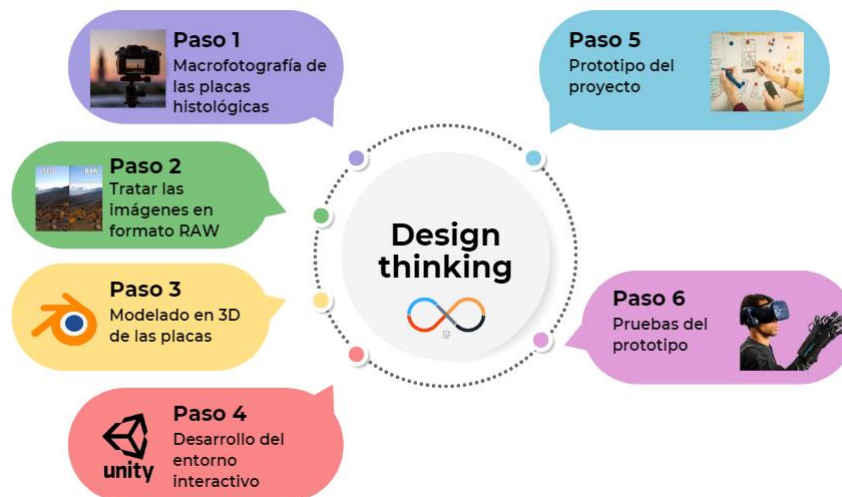 Paso 1
Macrofotografía de
las placas
histológicas
Paso 2
Tratar las
imágenes en
formato RAW
RAW
Paso 3
Modelado en 3D
de las placas
Paso 4
Desarrollo del
entorno
interactivo
unity
Design
thinking
Paso 5
Prototipo del
proyecto
Paso 6
Pruebas del
prototipo